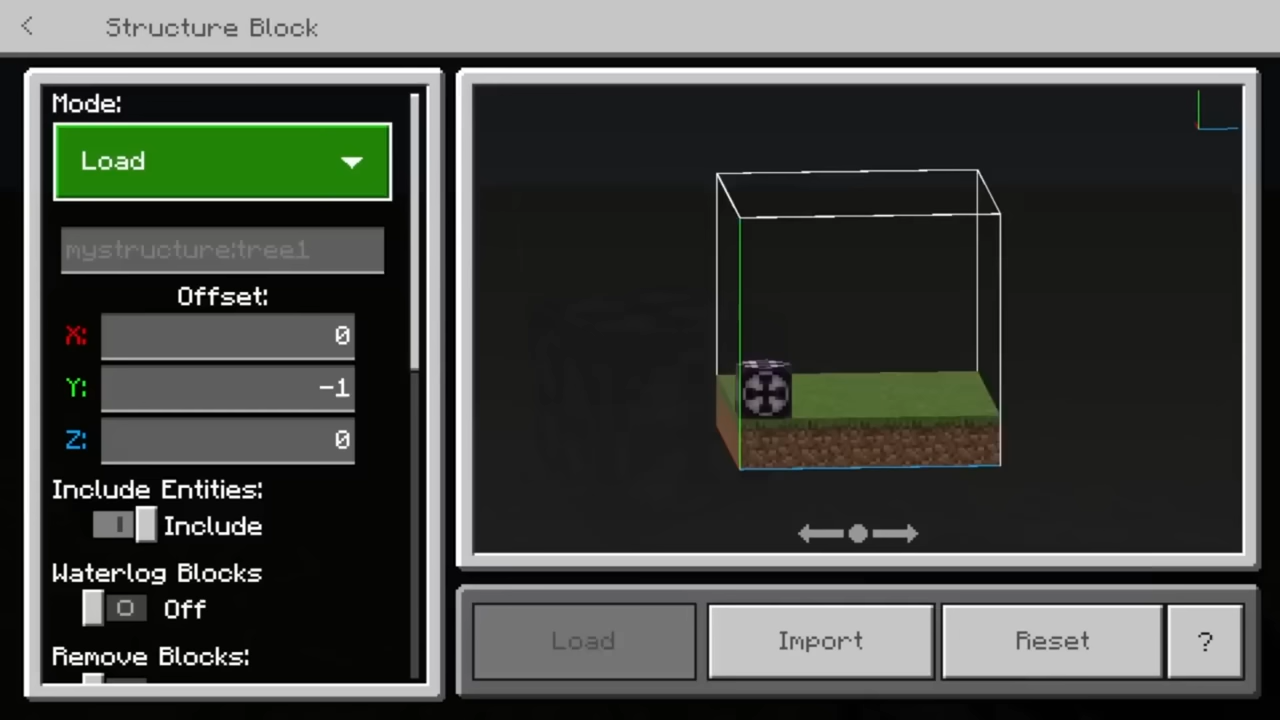 Structure Block
Mode:
Load
mystructure:tree1
Offset:
X: 0
Y: -1
Z: 0
Include Entities:
Include
Waterlog Blocks
Off
Remove Blocks:
Load
Import
Reset
?